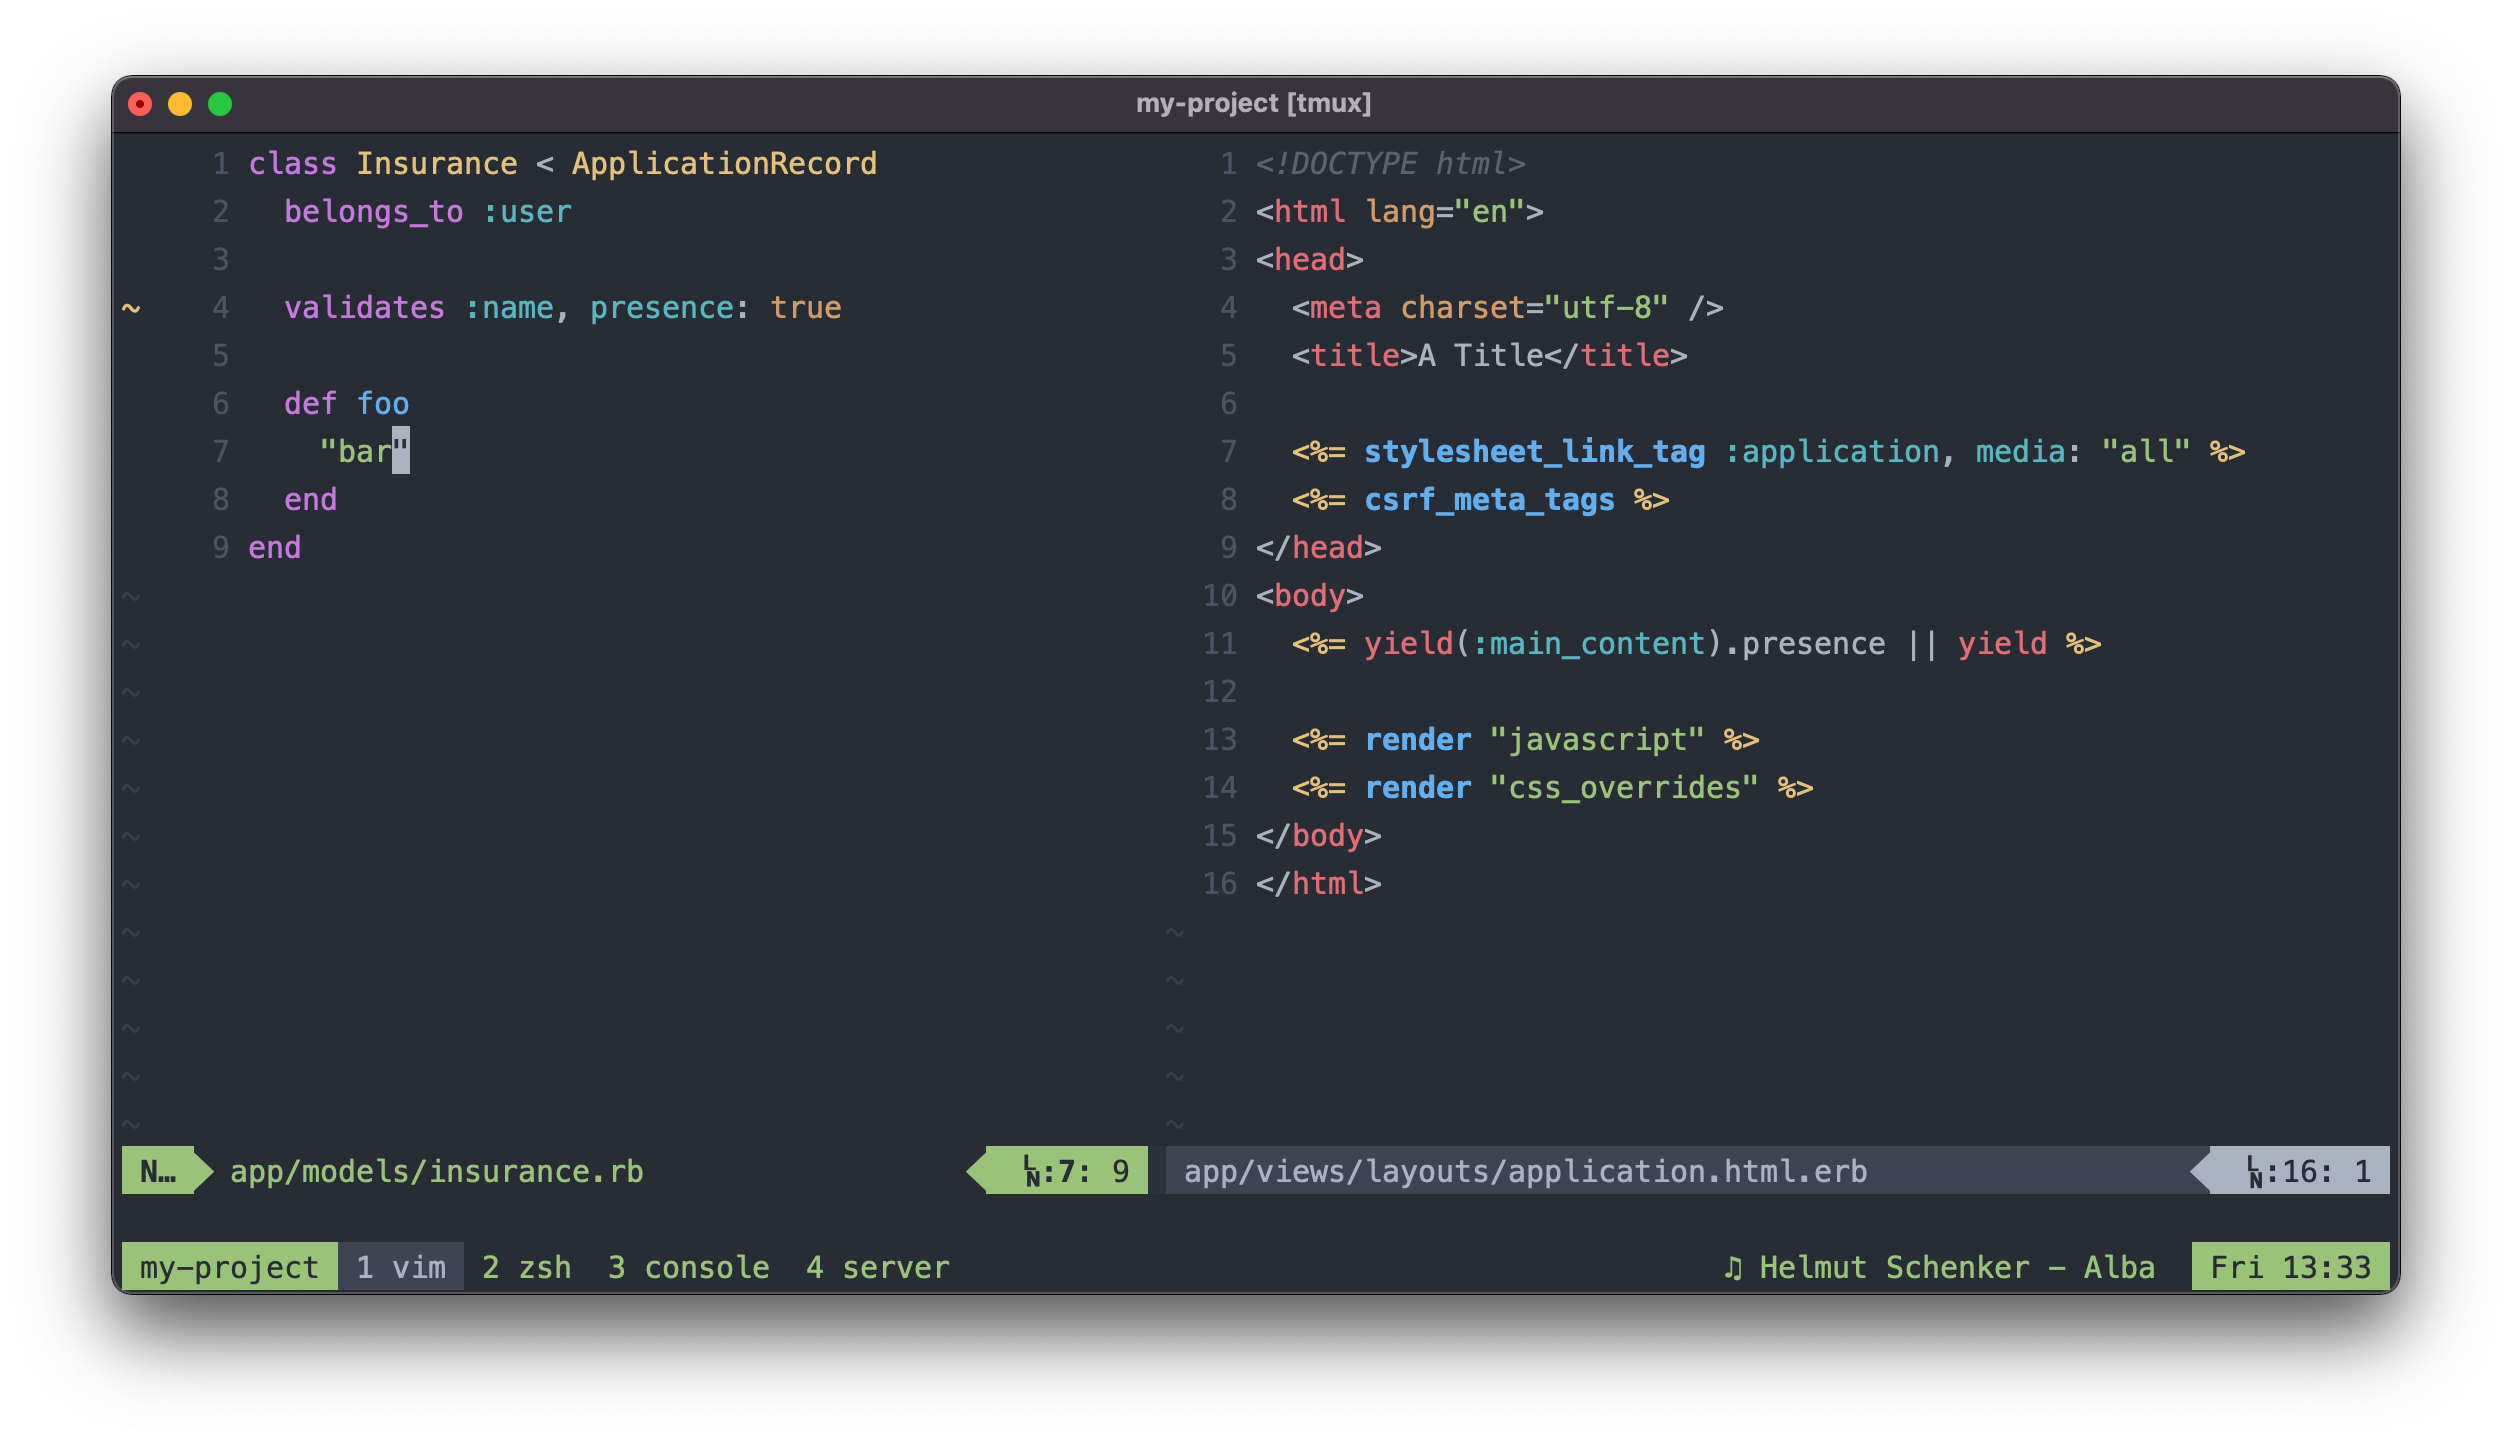 my-project [tmux]
1 class Insurance < ApplicationRecord
2   belongs_to :user
3
~ 4   validates :name, presence: true
5
6   def foo
7     "bar"
8   end
9 end
~
~
~
~
~
~
~
~
~
~
~
~
N… app/models/insurance.rb ␤:7: 9
1 <!DOCTYPE html>
2 <html lang="en">
3 <head>
4   <meta charset="utf-8" />
5   <title>A Title</title>
6
7   <%= stylesheet_link_tag :application, media: "all" %>
8   <%= csrf_meta_tags %>
9 </head>
10 <body>
11   <%= yield(:main_content).presence || yield %>
12
13   <%= render "javascript" %>
14   <%= render "css_overrides" %>
15 </body>
16 </html>
~
~
~
~
~
app/views/layouts/application.html.erb LN:16: 1
my-project 1 vim 2 zsh 3 console 4 server ♫ Helmut Schenker – Alba Fri 13:33